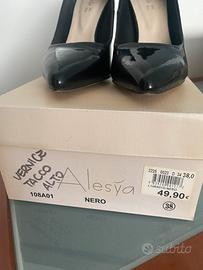 VERNICE
TACCO
ALTO
Alesya
108A01
NERO
38,0
49,90€
38
subito